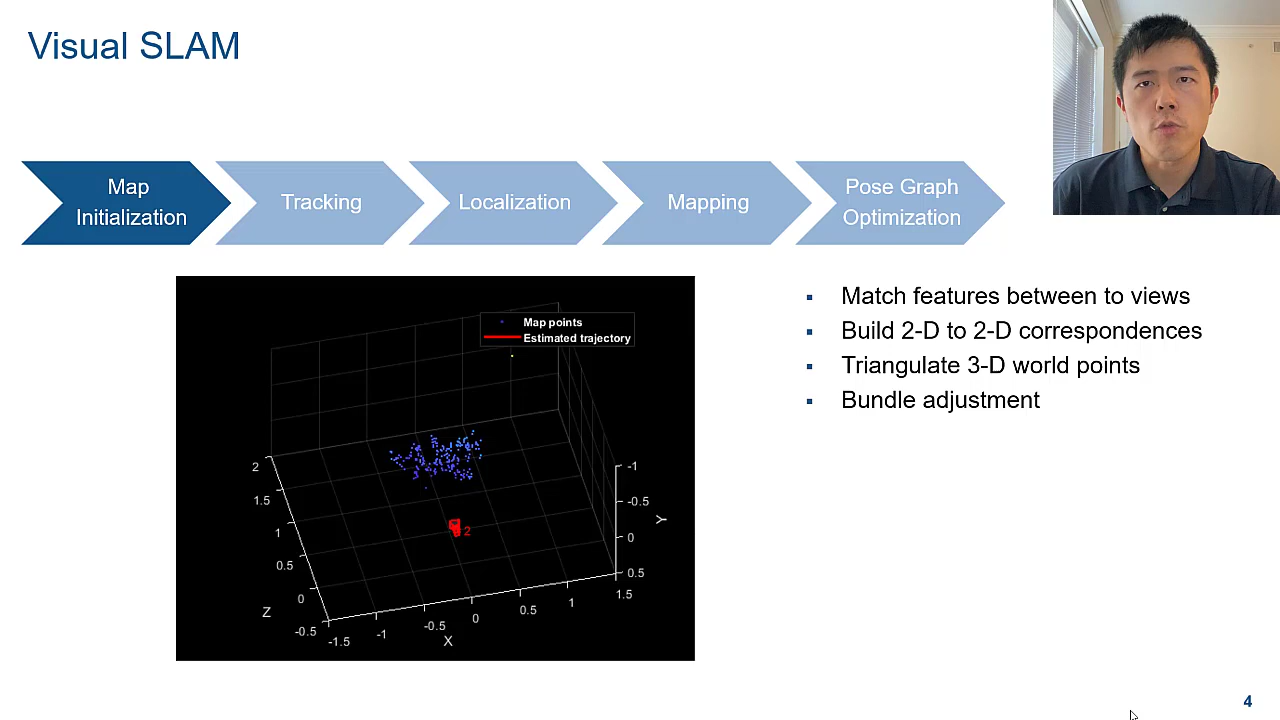 Visual SLAM
Map
Initialization
Tracking
Localization
Mapping
Pose Graph
Optimization
Map points
Estimated trajectory
2
2
1.5
1
0.5
0
-0.5
Z
-1.5
-1
-0.5
0
0.5
1
1.5
X
-1
-0.5
0
0.5
Y
Match features between to views
Build 2-D to 2-D correspondences
Triangulate 3-D world points
Bundle adjustment
4